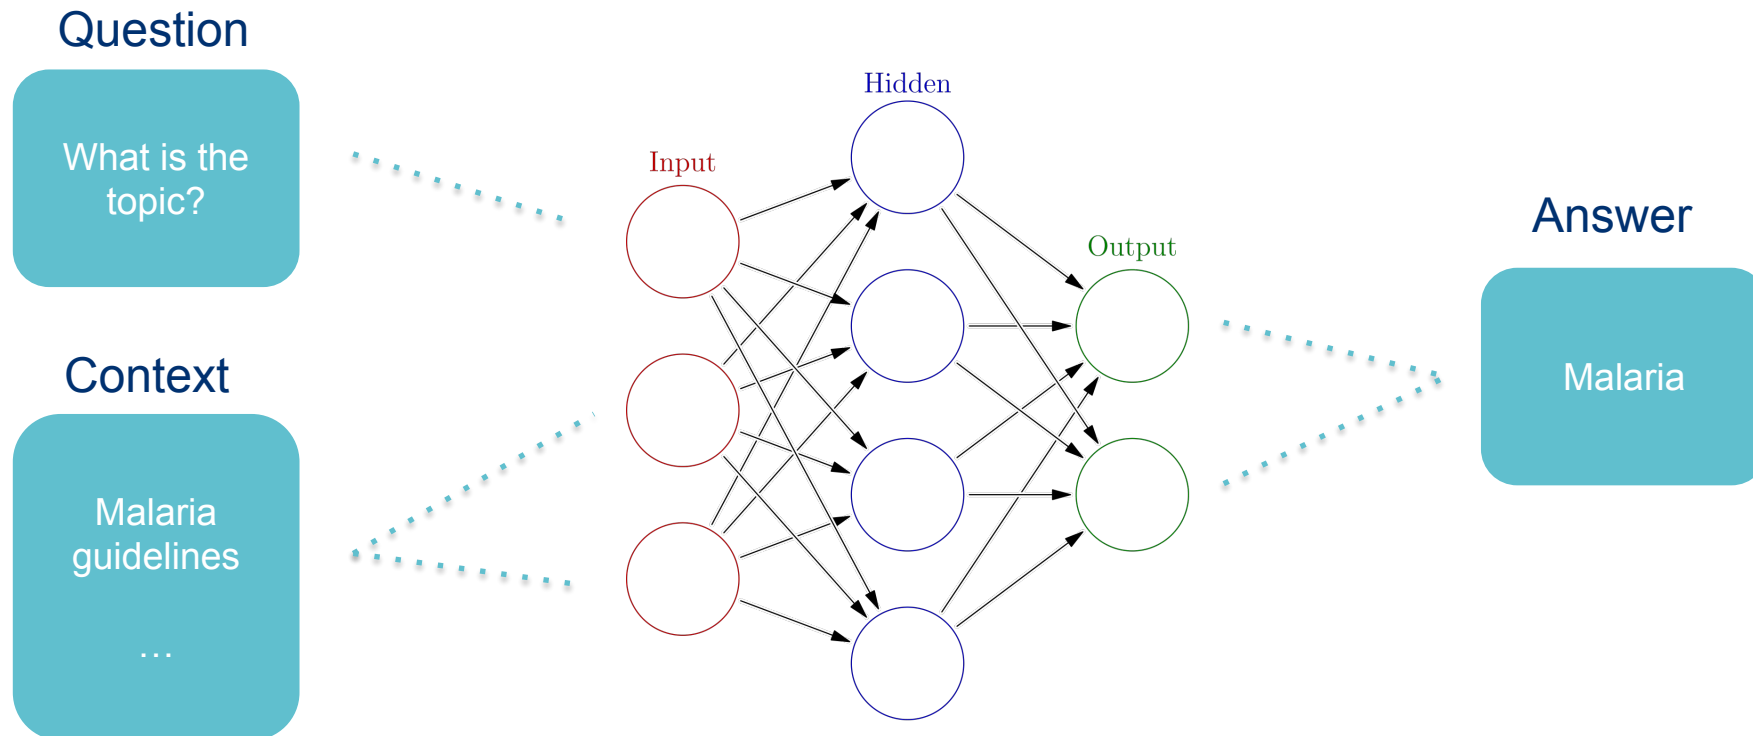 Question
What is the
topic?
Context
Malaria
guidelines
…
Input
Hidden
Output
Answer
Malaria